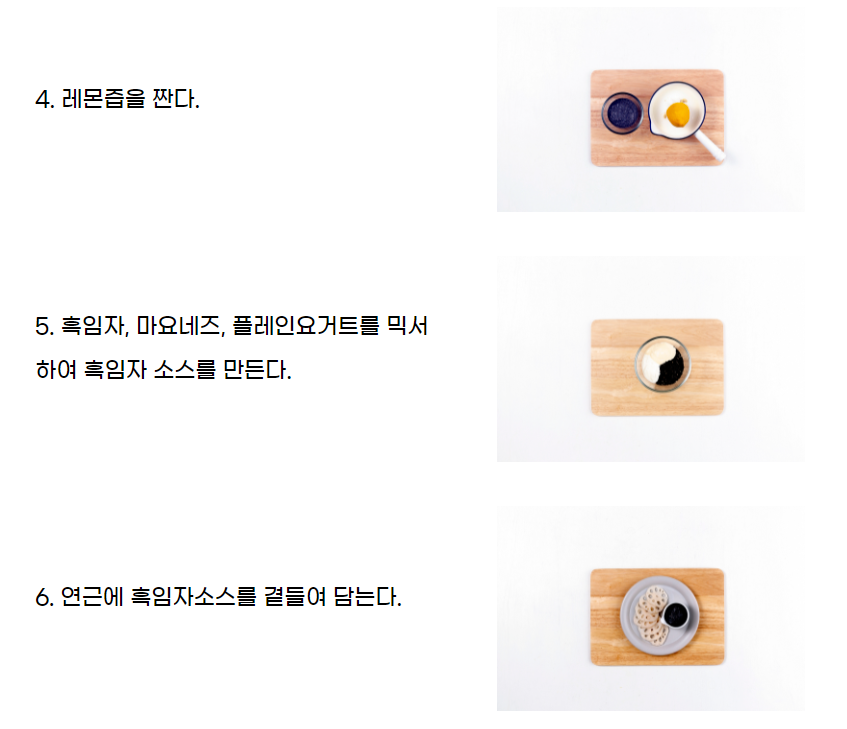 4. 레몬즙을 짠다.
5. 흑임자, 마요네즈, 플레인요거트를 믹서
하여 흑임자 소스를 만든다.
6. 연근에 흑임자소스를 곁들여 담는다.